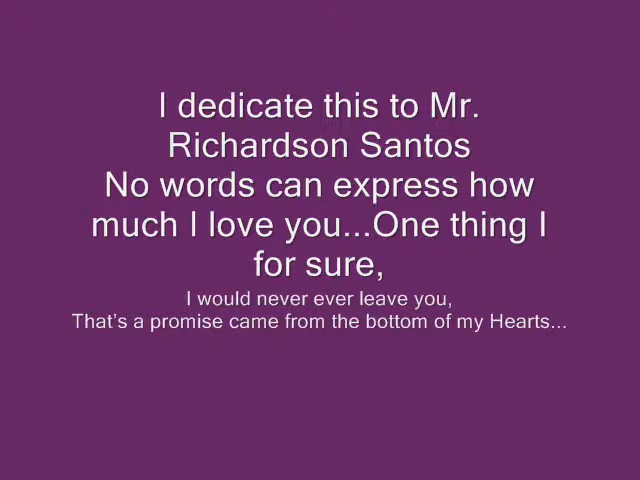 I dedicate this to Mr.
Richardson Santos
No words can express how
much I love you...One thing I
for sure,
I would never ever leave you,
That's a promise came from the bottom of my Hearts...